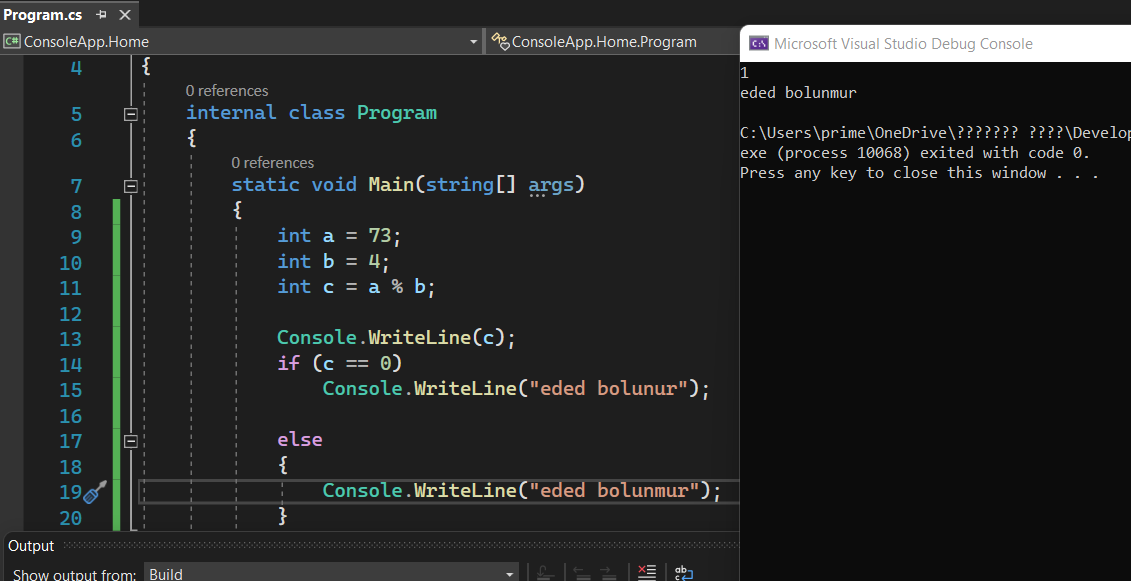 Program.cs
ConsoleApp.Home
ConsoleApp.Home.Program
4 {
0 references
5 internal class Program
6 {
0 references
7 static void Main(string[] args)
8 {
9 int a = 73;
10 int b = 4;
11 int c = a % b;
12
13 Console.WriteLine(c);
14 if (c == 0)
15 Console.WriteLine("eded bolunur");
16
17 else
18 {
19 Console.WriteLine("eded bolunmur");
20 }
Output
Show output from: Build
Microsoft Visual Studio Debug Console
1
eded bolunmur
C:\Users\prime\OneDrive\??????? ????\Develop
exe (process 10068) exited with code 0.
Press any key to close this window . . .